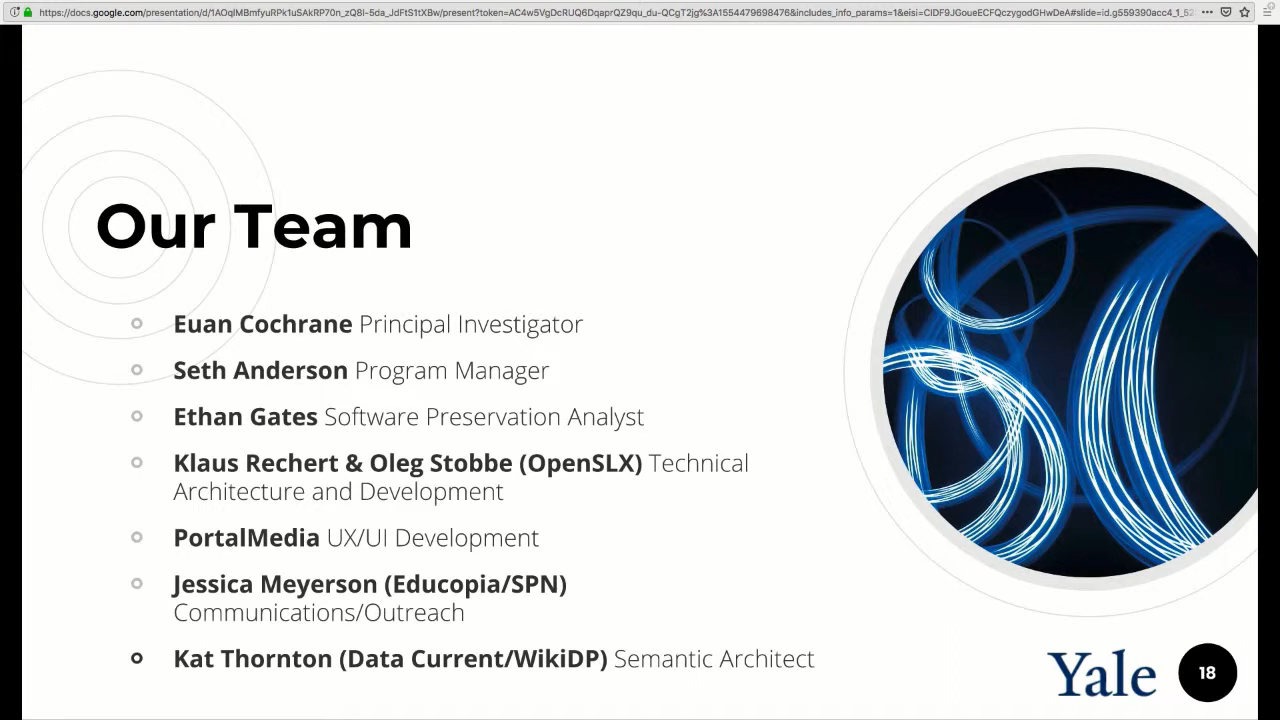 Our Team
Euan Cochrane Principal Investigator
Seth Anderson Program Manager
Ethan Gates Software Preservation Analyst
Klaus Rechert & Oleg Stobbe (OpenSLX) Technical
Architecture and Development
PortalMedia UX/UI Development
Jessica Meyerson (Educopia/SPN)
Communications/Outreach
Kat Thornton (Data Current/WikiDP) Semantic Architect
Yale
18